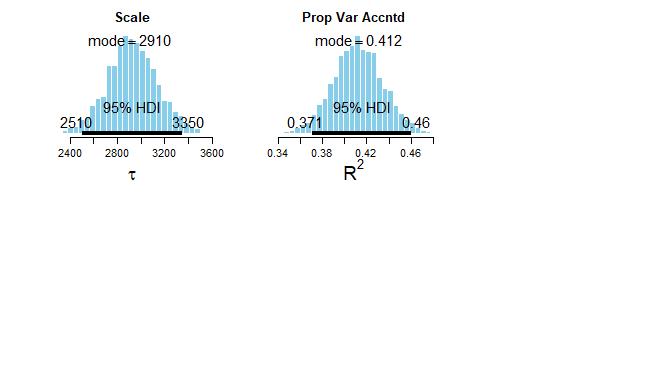 Scale
mode = 2910
95% HDI
2510 3350
2400 2800 3200 3600
τ
Prop Var Accntd
mode = 0.412
95% HDI
0.371 0.46
0.34 0.38 0.42 0.46
R²